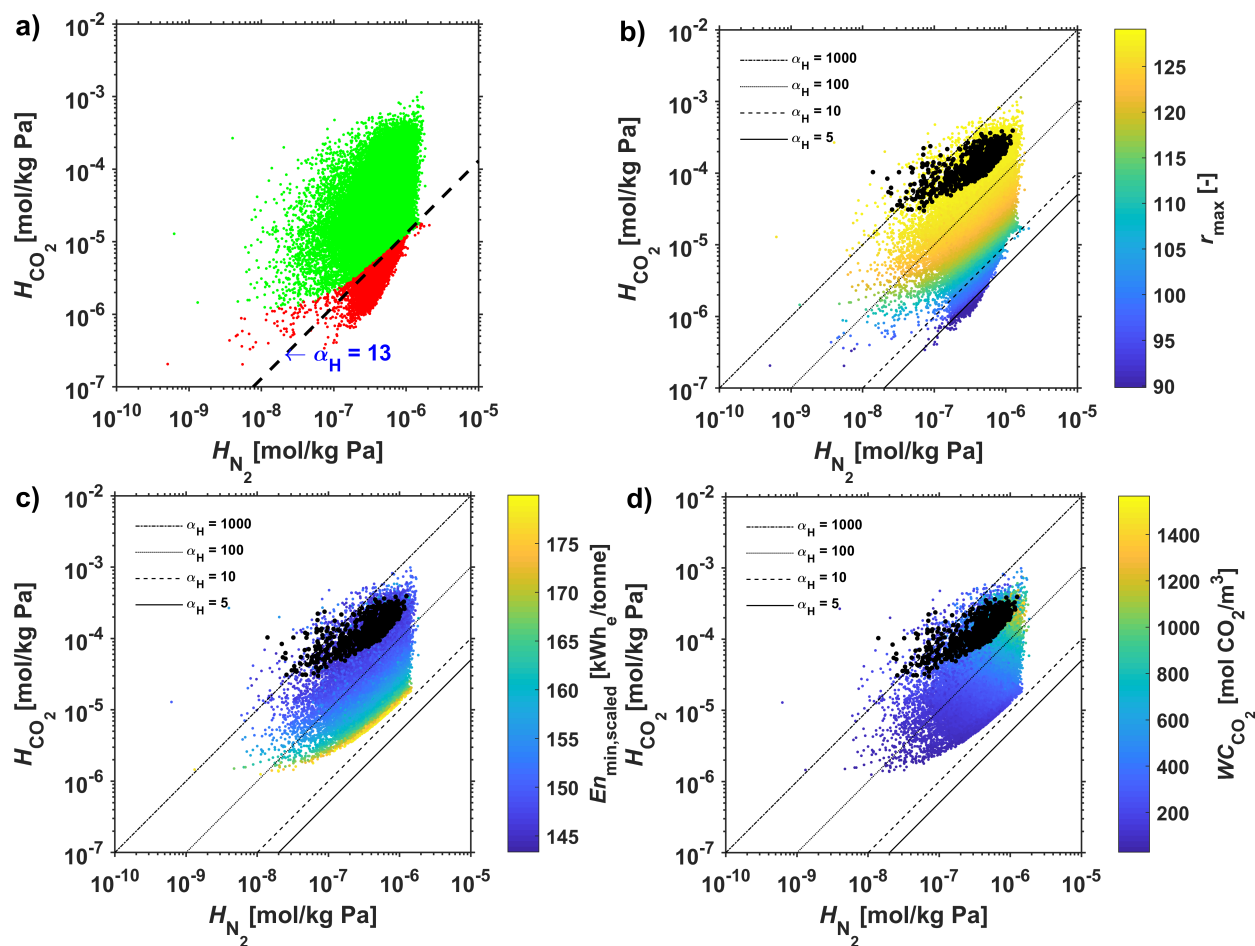 a)
10⁻²
10⁻³
10⁻⁴
10⁻⁵
10⁻⁶
10⁻⁷
H_CO₂ [mol/kg Pa]
← α_H = 13
10⁻¹⁰ 10⁻⁹ 10⁻⁸ 10⁻⁷ 10⁻⁶ 10⁻⁵
H_N₂ [mol/kg Pa]
b)
10⁻²
10⁻³
10⁻⁴
10⁻⁵
10⁻⁶
10⁻⁷
H_CO₂ [mol/kg Pa]
α_H = 1000
α_H = 100
α_H = 10
α_H = 5
10⁻¹⁰ 10⁻⁹ 10⁻⁸ 10⁻⁷ 10⁻⁶ 10⁻⁵
H_N₂ [mol/kg Pa]
125
120
115
110
105
100
95
90
r_max [-]
c)
10⁻²
10⁻³
10⁻⁴
10⁻⁵
10⁻⁶
10⁻⁷
H_CO₂ [mol/kg Pa]
α_H = 1000
α_H = 100
α_H = 10
α_H = 5
10⁻¹⁰ 10⁻⁹ 10⁻⁸ 10⁻⁷ 10⁻⁶ 10⁻⁵
H_N₂ [mol/kg Pa]
175
170
165
160
155
150
145
En_min,scaled [kWh_e/tonne]
d)
10⁻²
10⁻³
10⁻⁴
10⁻⁵
10⁻⁶
10⁻⁷
H_CO₂ [mol/kg Pa]
α_H = 1000
α_H = 100
α_H = 10
α_H = 5
10⁻¹⁰ 10⁻⁹ 10⁻⁸ 10⁻⁷ 10⁻⁶ 10⁻⁵
H_N₂ [mol/kg Pa]
1400
1200
1000
800
600
400
200
WC_CO₂ [mol CO₂/m³]